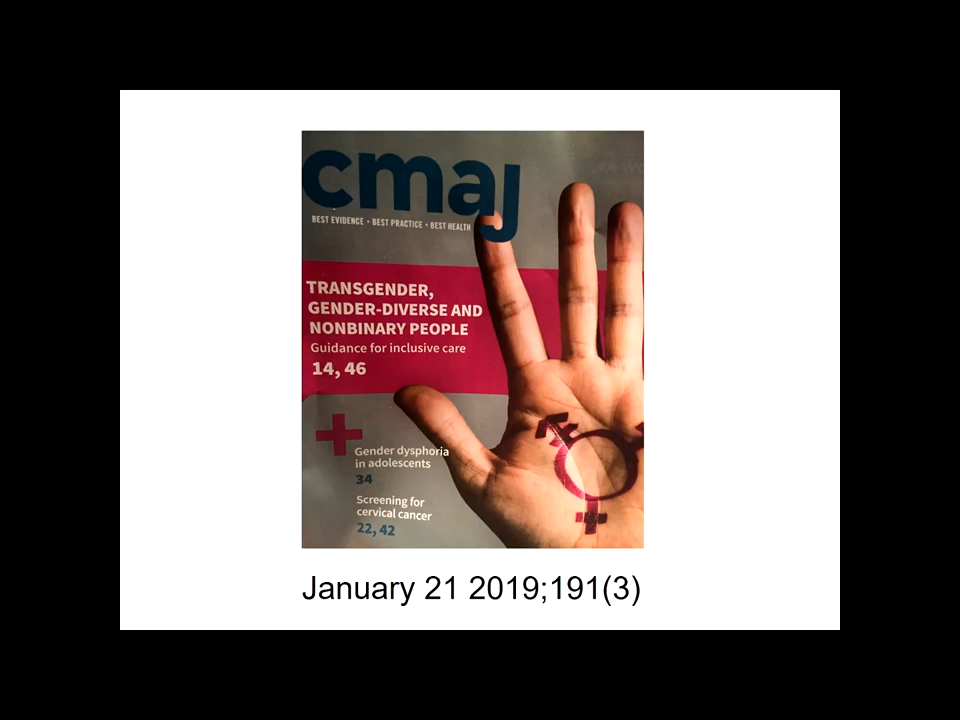 cmaj
BEST EVIDENCE • BEST PRACTICE • BEST HEALTH
TRANSGENDER,
GENDER-DIVERSE AND
NONBINARY PEOPLE
Guidance for inclusive care
14, 46
Gender dysphoria
in adolescents
34
Screening for
cervical cancer
22, 42
January 21 2019;191(3)